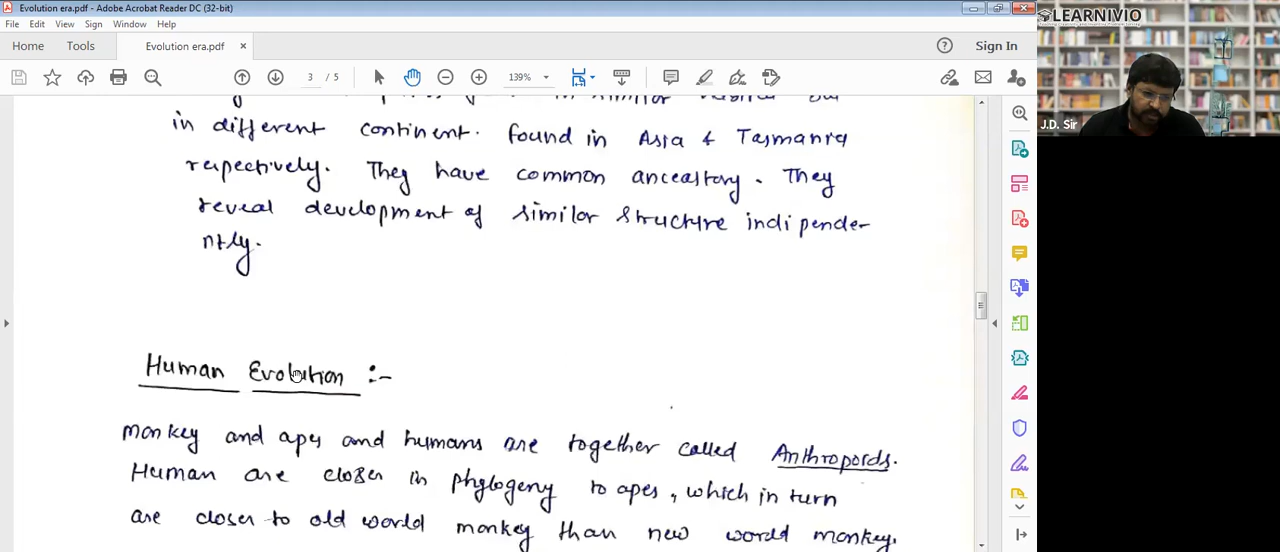 Evolution era.pdf - Adobe Acrobat Reader DC (32-bit)
File Edit View Sign Window Help
Home Tools Evolution era.pdf × Sign In
3 / 5 139%
LEARNIVIO
J.D. Sir
in similar
in different continent. found in Asia & Tasmania
respectively. They have common ancestory. They
reveal development of similar structure indipende-
ntly.
Human Evolution :-
Monkey and apes and humans are together called Anthropoids.
Human are closer in phylogeny to apes, which in turn
are closer to old world monkey than new world monkey.